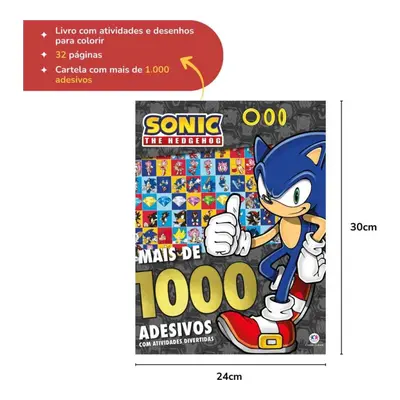 Livro com atividades e desenhos
para colorir
32 páginas
Cartela com mais de 1.000
adesivos
SONIC
THE HEDGEHOG
MAIS DE
1000
ADESIVOS
COM ATIVIDADES DIVERTIDAS
30cm
24cm